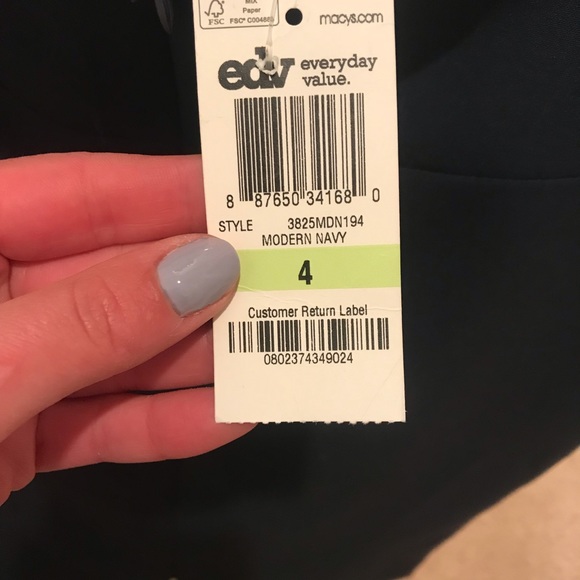 MIX
Paper
FSC
FSC® C004885
macys.com
edv everyday
value.
8 87650 34168 0
STYLE 3825MDN194
MODERN NAVY
4
Customer Return Label
0802374349024